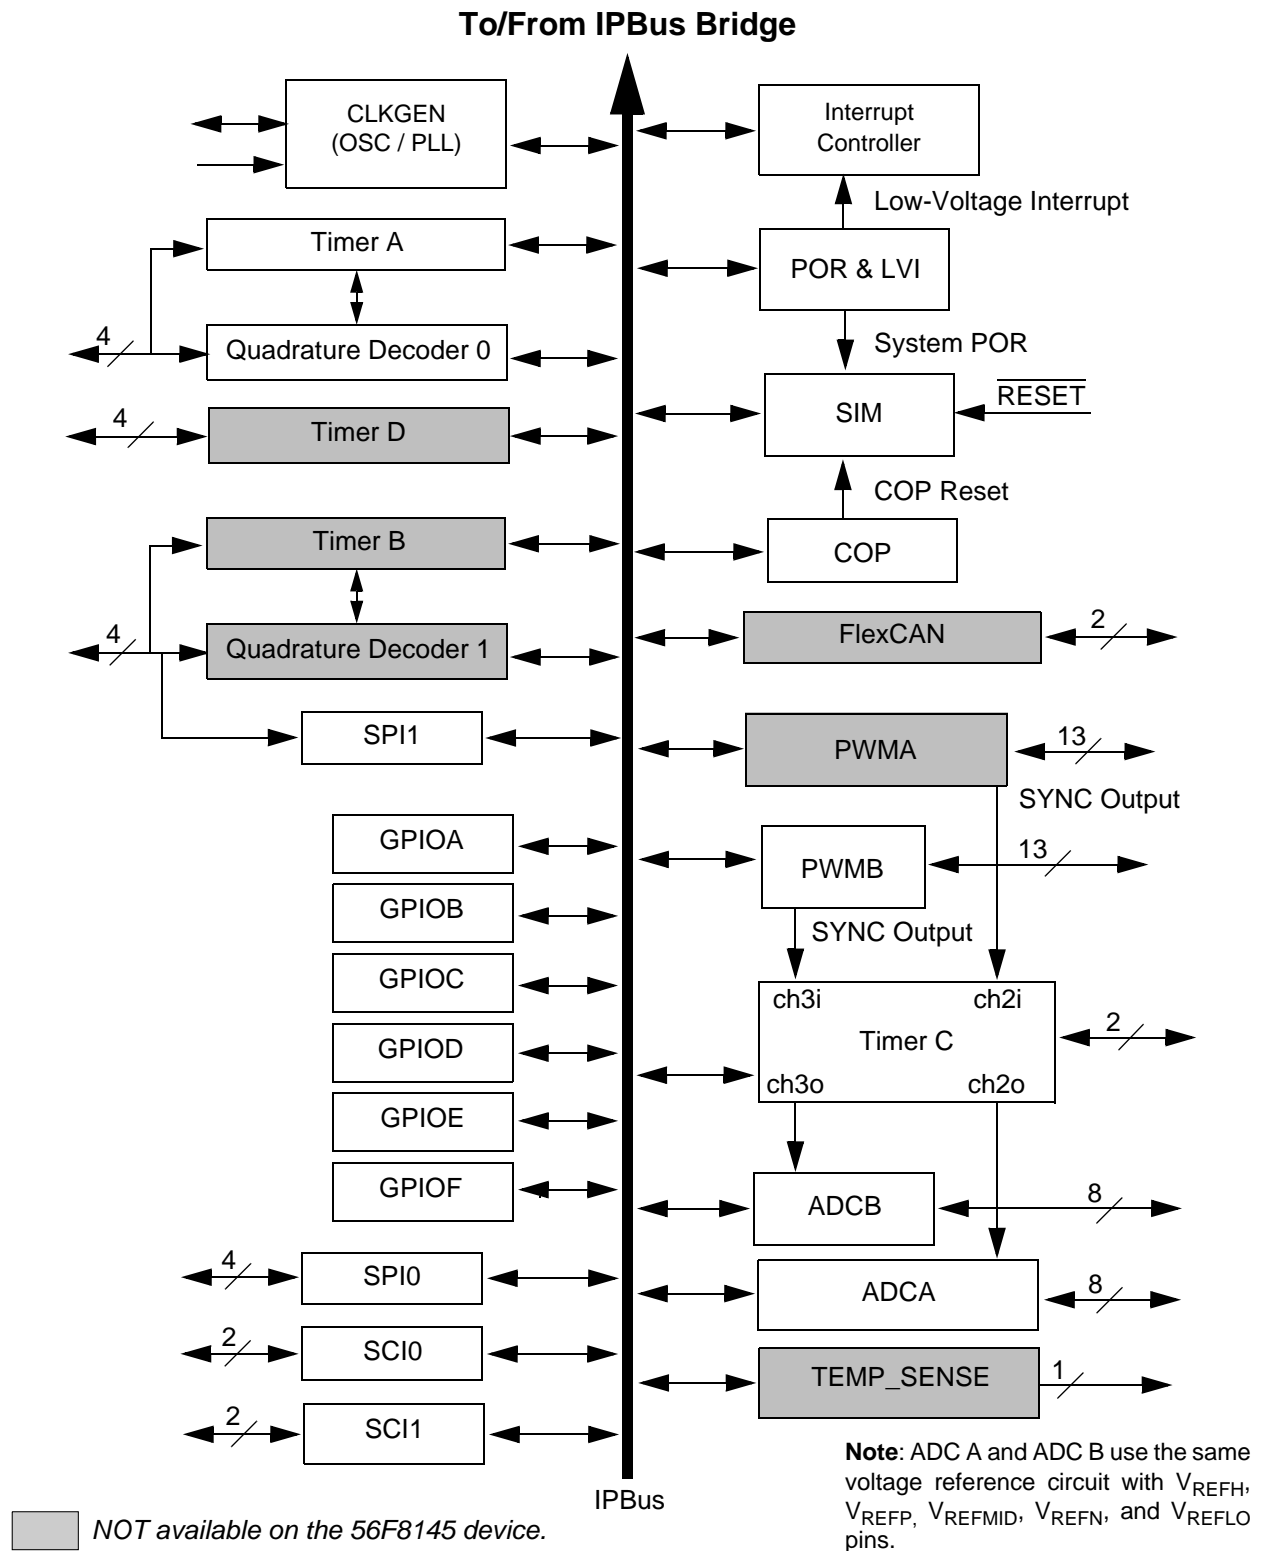 To/From IPBus Bridge
CLKGEN
(OSC / PLL)
Timer A
4
Quadrature Decoder 0
4
Timer D
Timer B
4
Quadrature Decoder 1
SPI1
GPIOA
GPIOB
GPIOC
GPIOD
GPIOE
GPIOF
4
SPI0
2
SCI0
2
SCI1
Interrupt
Controller
Low-Voltage Interrupt
POR & LVI
System POR
SIM
RESET
COP Reset
COP
FlexCAN
2
PWMA
13
SYNC Output
PWMB
13
SYNC Output
ch3i
ch2i
Timer C
2
ch3o
ch2o
ADCB
8
ADCA
8
TEMP_SENSE
1
IPBus
NOT available on the 56F8145 device.
Note: ADC A and ADC B use the same
voltage reference circuit with VREFH,
VREFP, VREFMID, VREFN, and VREFLO
pins.